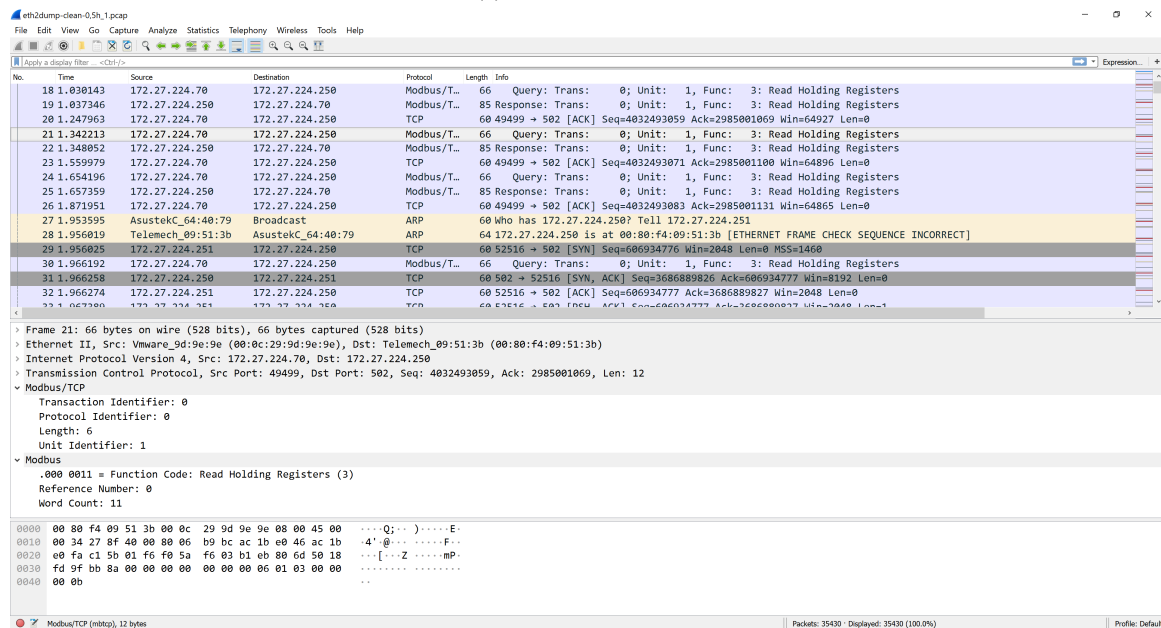 eth2dump-clean-0,5h_1.pcap
File Edit View Go Capture Analyze Statistics Telephony Wireless Tools Help
Apply a display filter ... <Ctrl-/> Expression... +
No. Time Source Destination Protocol Length Info
18 1.030143 172.27.224.70 172.27.224.250 Modbus/T… 66 Query: Trans: 0; Unit: 1, Func: 3: Read Holding Registers
19 1.037346 172.27.224.250 172.27.224.70 Modbus/T… 85 Response: Trans: 0; Unit: 1, Func: 3: Read Holding Registers
20 1.247963 172.27.224.70 172.27.224.250 TCP 60 49499 → 502 [ACK] Seq=4032493059 Ack=2985001069 Win=64927 Len=0
21 1.342213 172.27.224.70 172.27.224.250 Modbus/T… 66 Query: Trans: 0; Unit: 1, Func: 3: Read Holding Registers
22 1.348052 172.27.224.250 172.27.224.70 Modbus/T… 85 Response: Trans: 0; Unit: 1, Func: 3: Read Holding Registers
23 1.559979 172.27.224.70 172.27.224.250 TCP 60 49499 → 502 [ACK] Seq=4032493071 Ack=2985001100 Win=64896 Len=0
24 1.654196 172.27.224.70 172.27.224.250 Modbus/T… 66 Query: Trans: 0; Unit: 1, Func: 3: Read Holding Registers
25 1.657359 172.27.224.250 172.27.224.70 Modbus/T… 85 Response: Trans: 0; Unit: 1, Func: 3: Read Holding Registers
26 1.871951 172.27.224.70 172.27.224.250 TCP 60 49499 → 502 [ACK] Seq=4032493083 Ack=2985001131 Win=64865 Len=0
27 1.953595 AsustekC_64:40:79 Broadcast ARP 60 Who has 172.27.224.250? Tell 172.27.224.251
28 1.956019 Telemech_09:51:3b AsustekC_64:40:79 ARP 64 172.27.224.250 is at 00:80:f4:09:51:3b [ETHERNET FRAME CHECK SEQUENCE INCORRECT]
29 1.956025 172.27.224.251 172.27.224.250 TCP 60 52516 → 502 [SYN] Seq=606934776 Win=2048 Len=0 MSS=1460
30 1.966192 172.27.224.70 172.27.224.250 Modbus/T… 66 Query: Trans: 0; Unit: 1, Func: 3: Read Holding Registers
31 1.966258 172.27.224.250 172.27.224.251 TCP 60 502 → 52516 [SYN, ACK] Seq=3686889826 Ack=606934777 Win=8192 Len=0
32 1.966274 172.27.224.251 172.27.224.250 TCP 60 52516 → 502 [ACK] Seq=606934777 Ack=3686889827 Win=2048 Len=0
33 1.967289 172.27.224.251 172.27.224.250 TCP 60 52516 → 502 [PSH, ACK] Seq=606934777 Ack=3686889827 Win=2048 Len=1
Frame 21: 66 bytes on wire (528 bits), 66 bytes captured (528 bits)
Ethernet II, Src: Vmware_9d:9e:9e (00:0c:29:9d:9e:9e), Dst: Telemech_09:51:3b (00:80:f4:09:51:3b)
Internet Protocol Version 4, Src: 172.27.224.70, Dst: 172.27.224.250
Transmission Control Protocol, Src Port: 49499, Dst Port: 502, Seq: 4032493059, Ack: 2985001069, Len: 12
Modbus/TCP
Transaction Identifier: 0
Protocol Identifier: 0
Length: 6
Unit Identifier: 1
Modbus
.000 0011 = Function Code: Read Holding Registers (3)
Reference Number: 0
Word Count: 11
0000 00 80 f4 09 51 3b 00 0c 29 9d 9e 9e 08 00 45 00 ····Q;·· )·····E·
0010 00 34 27 8f 40 00 80 06 b9 bc ac 1b e0 46 ac 1b ·4'·@··· ·····F··
0020 e0 fa c1 5b 01 f6 f0 5a f6 03 b1 eb 80 6d 50 18 ···[···Z ·····mP·
0030 fd 9f bb 8a 00 00 00 00 00 00 00 06 01 03 00 00 ········ ········
0040 00 0b ··
Modbus/TCP (mbtcp), 12 bytes Packets: 35430 · Displayed: 35430 (100.0%) Profile: Defaul